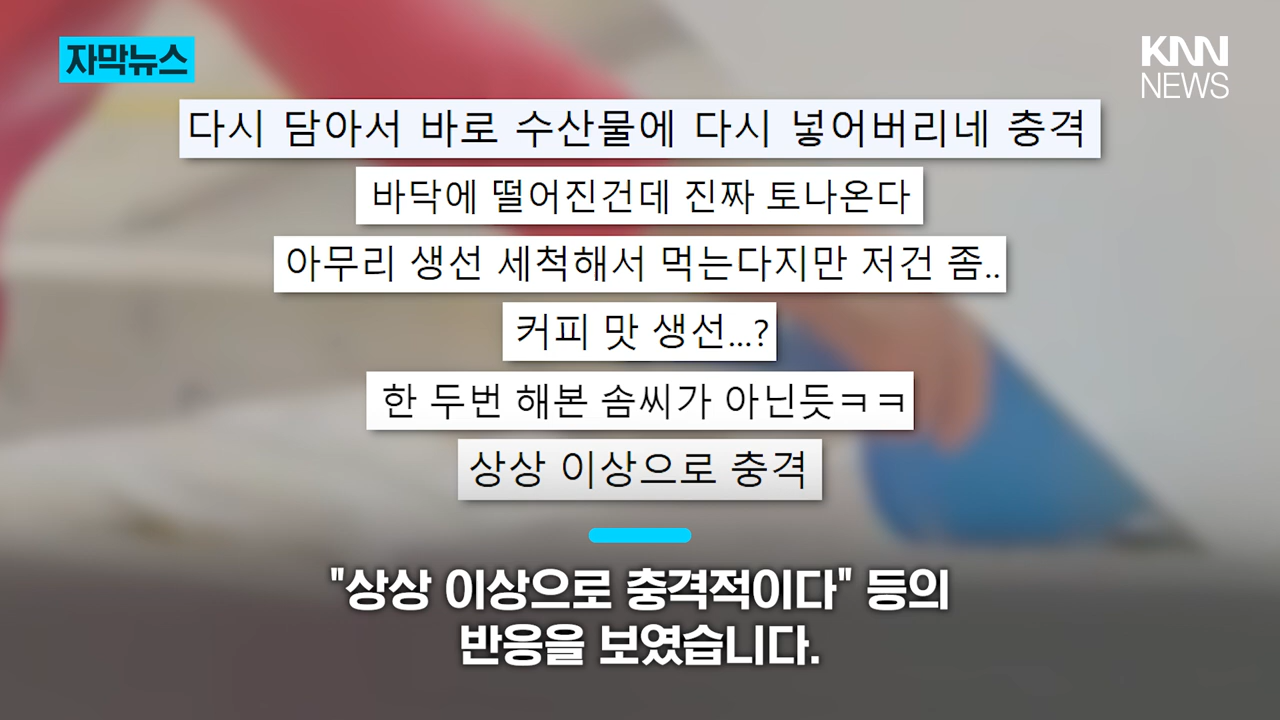 자막뉴스
KNN
NEWS
다시 담아서 바로 수산물에 다시 넣어버리네 충격
바닥에 떨어진건데 진짜 토나온다
아무리 생선 세척해서 먹는다지만 저건 좀..
커피 맛 생선...?
한 두번 해본 솜씨가 아닌듯ㅋㅋ
상상 이상으로 충격
"상상 이상으로 충격적이다" 등의
반응을 보였습니다.